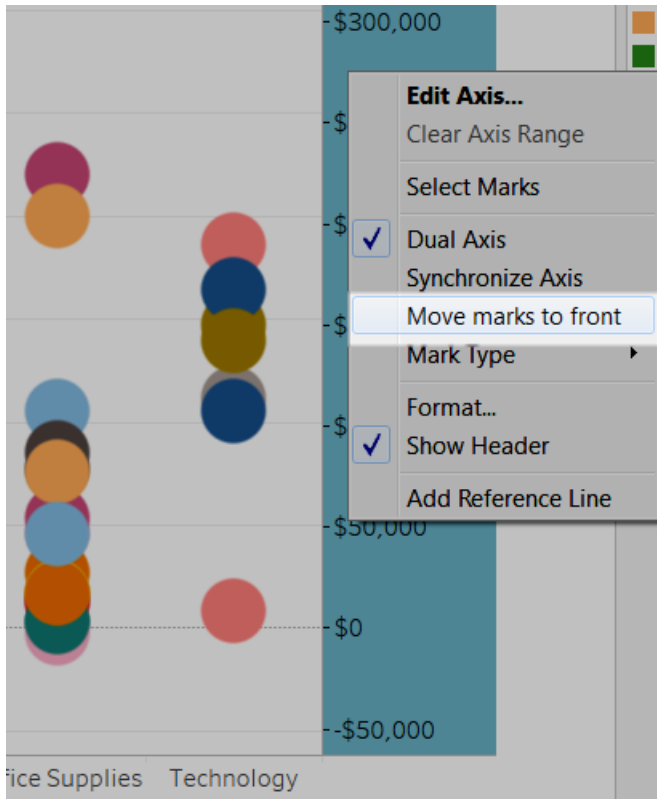 -$300,000
-$
-$
-$
-$
-$50,000
-$0
--$50,000
Edit Axis...
Clear Axis Range
Select Marks
Dual Axis
Synchronize Axis
Move marks to front
Mark Type
Format...
Show Header
Add Reference Line
fice Supplies Technology